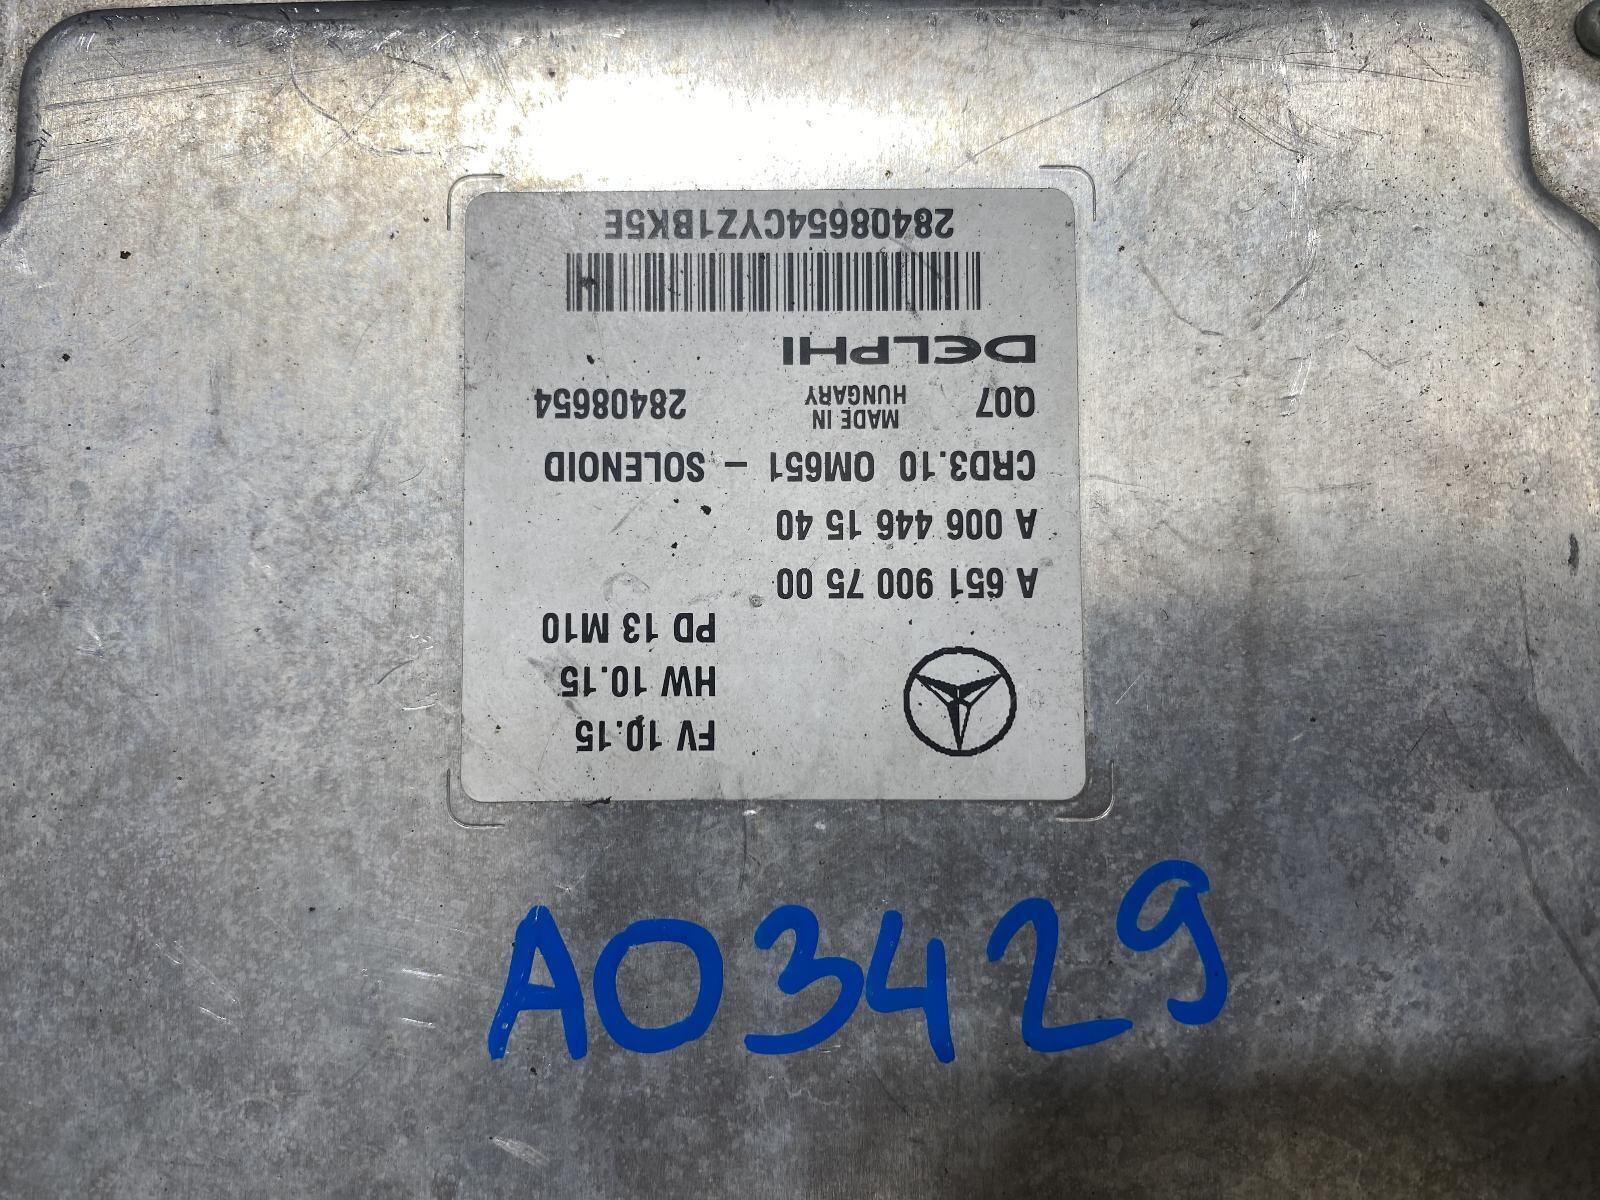 FV 10.15
HW 10.15
PD 13 M10
A 651 900 75 00
A 006 446 15 40
CRD3.10 OM651 - SOLENOID
Q07 MADE IN HUNGARY 28408654
DELPHI
28408654CYZ1BK5E
A03429